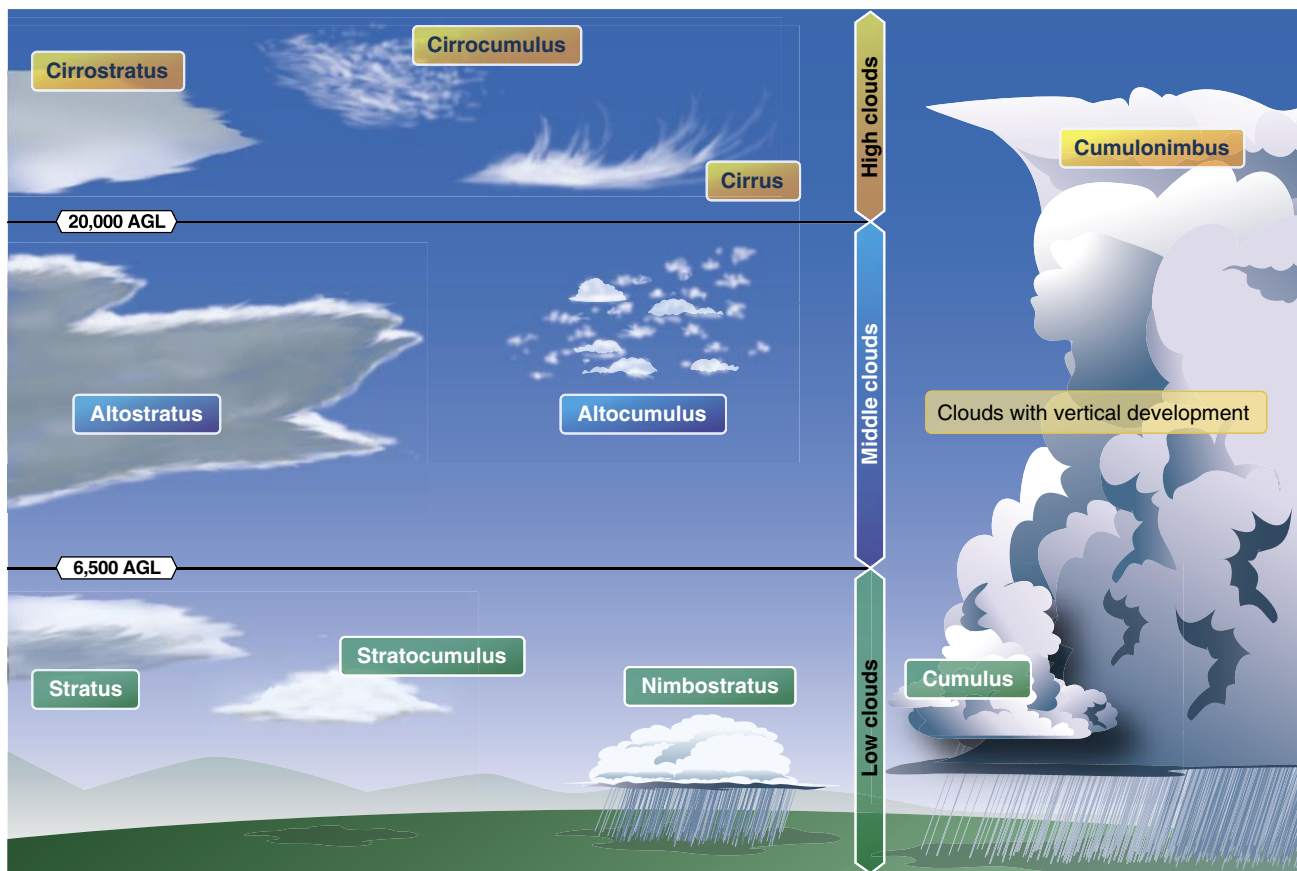 Cirrostratus
Cirrocumulus
Cirrus
High clouds
Cumulonimbus
20,000 AGL
Altostratus
Altocumulus
Middle clouds
Clouds with vertical development
6,500 AGL
Stratus
Stratocumulus
Nimbostratus
Low clouds
Cumulus